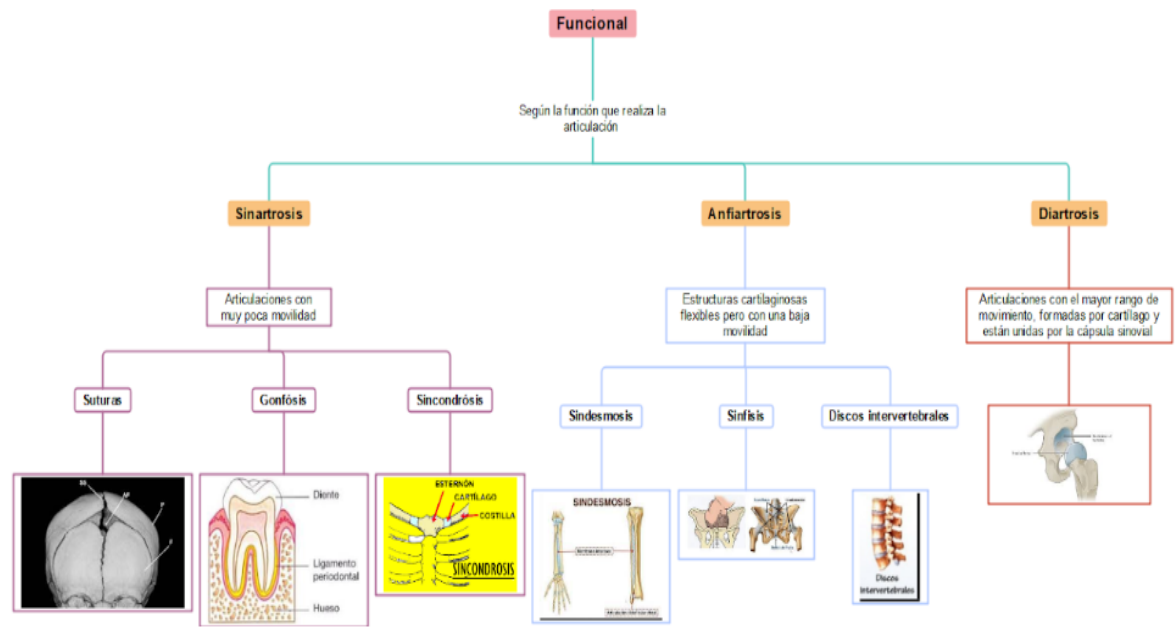 Funcional
Según la función que realiza la
articulación
Sinartrosis
Anfiartrosis
Diartrosis
Articulaciones con
muy poca movilidad
Estructuras cartilaginosas
flexibles pero con una baja
movilidad
Articulaciones con el mayor rango de
movimiento, formadas por cartílago y
están unidas por la cápsula sinovial
Suturas
Gonfósis
Sincondrósis
Sindesmosis
Sinfisis
Discos intervertebrales
Diente
Ligamento
periodontal
Hueso
ESTERNÓN
CARTÍLAGO
COSTILLA
SINCONDROSIS
SINDESMOSIS
Discos
intervertebrales